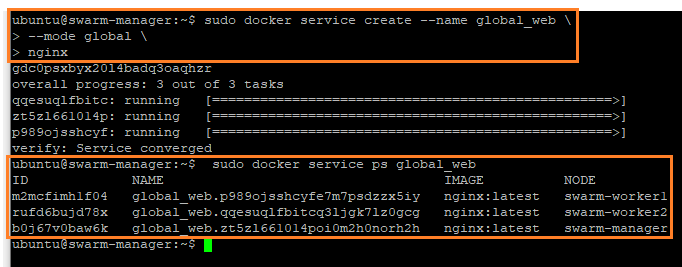 ubuntu@swarm-manager:~$ sudo docker service create --name global_web \
> --mode global \
> nginx
gdc0psxbyx2014badq3oaqhzr
overall progress: 3 out of 3 tasks
qqesuqlfbitc: running   [==================================================>]
zt5zl661014p: running   [==================================================>]
p989ojsshcyf: running   [==================================================>]
verify: Service converged
ubuntu@swarm-manager:~$  sudo docker service ps global_web
ID             NAME                                   IMAGE          NODE
m2mcfimh1f04   global_web.p989ojsshcyfe7m7psdzzx5iy   nginx:latest   swarm-worker1
rufd6bujd78x   global_web.qqesuqlfbitcq3ljgk7lz0gcg   nginx:latest   swarm-worker2
b0j67v0baw6k   global_web.zt5zl661014poi0m2h0norh2h   nginx:latest   swarm-manager
ubuntu@swarm-manager:~$